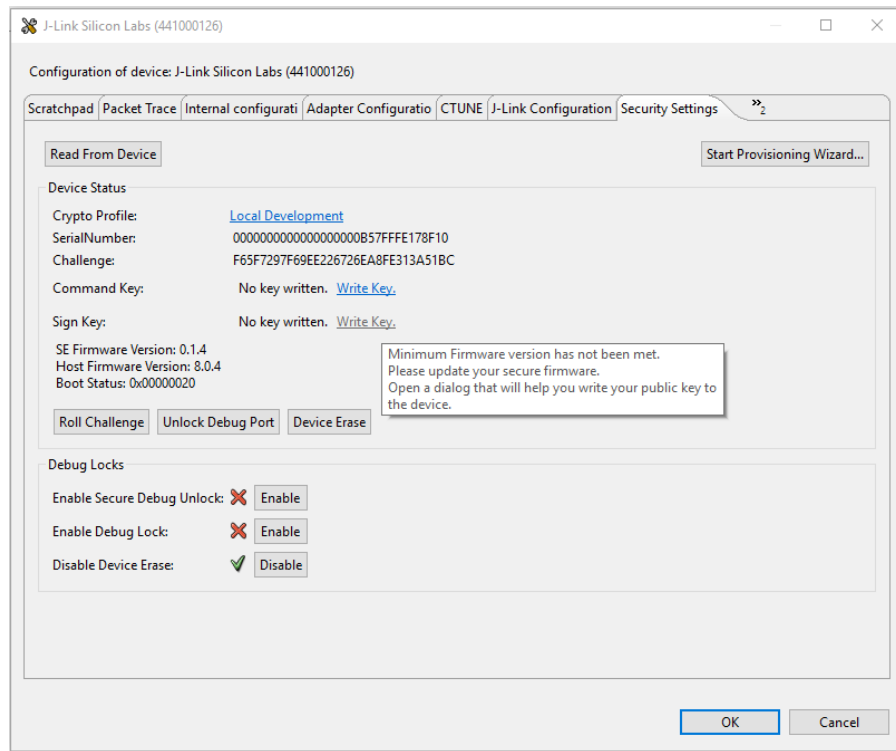 J-Link Silicon Labs (441000126)
Configuration of device: J-Link Silicon Labs (441000126)
Scratchpad Packet Trace Internal configurati Adapter Configuratio CTUNE J-Link Configuration Security Settings »2
Read From Device Start Provisioning Wizard...
Device Status
Crypto Profile: Local Development
SerialNumber: 0000000000000000000B57FFFE178F10
Challenge: F65F7297F69EE226726EA8FE313A51BC
Command Key: No key written. Write Key.
Sign Key: No key written. Write Key.
SE Firmware Version: 0.1.4
Host Firmware Version: 8.0.4
Boot Status: 0x00000020
Minimum Firmware version has not been met.
Please update your secure firmware.
Open a dialog that will help you write your public key to
the device.
Roll Challenge Unlock Debug Port Device Erase
Debug Locks
Enable Secure Debug Unlock: Enable
Enable Debug Lock: Enable
Disable Device Erase: Disable
OK Cancel